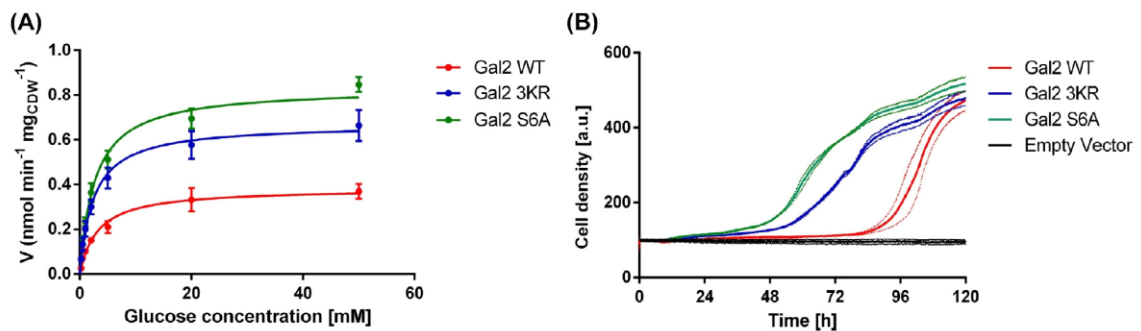 (A)
V (nmol min⁻¹ mg_CDW⁻¹)
1.0
0.8
0.6
0.4
0.2
0.0
0
20
40
60
Glucose concentration [mM]
Gal2 WT
Gal2 3KR
Gal2 S6A
(B)
Cell density [a.u.]
600
400
200
0
0
24
48
72
96
120
Time [h]
Gal2 WT
Gal2 3KR
Gal2 S6A
Empty Vector